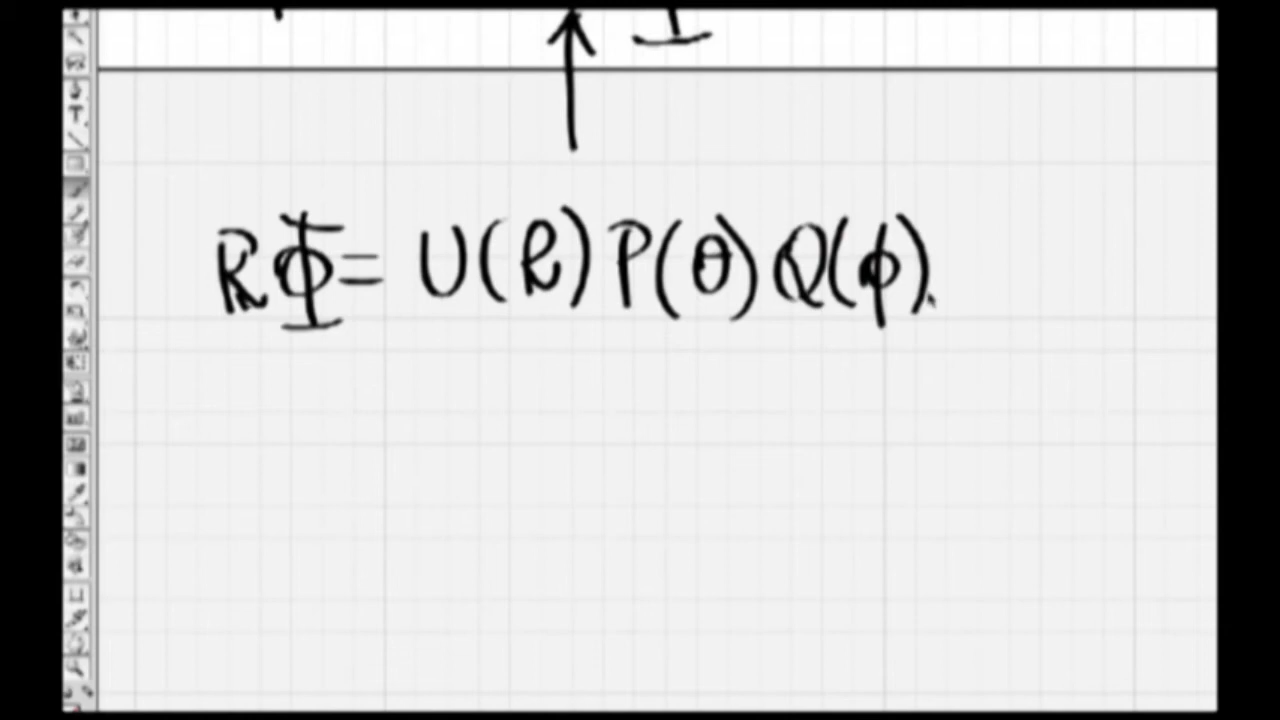 RΦ = U(R) P(θ) Q(φ).